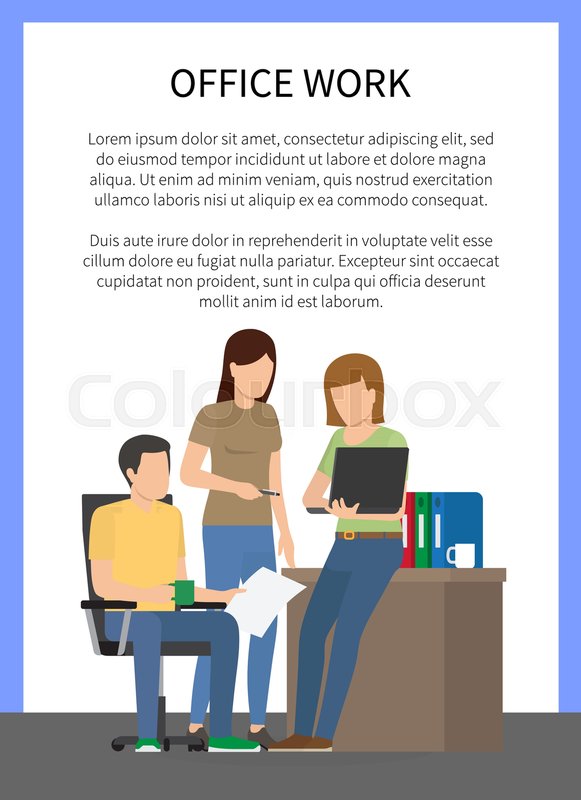 OFFICE WORK
Lorem ipsum dolor sit amet, consectetur adipiscing elit, sed
do eiusmod tempor incididunt ut labore et dolore magna
aliqua. Ut enim ad minim veniam, quis nostrud exercitation
ullamco laboris nisi ut aliquip ex ea commodo consequat.
Duis aute irure dolor in reprehenderit in voluptate velit esse
cillum dolore eu fugiat nulla pariatur. Excepteur sint occaecat
cupidatat non proident, sunt in culpa qui officia deserunt
mollit anim id est laborum.
Colourbox